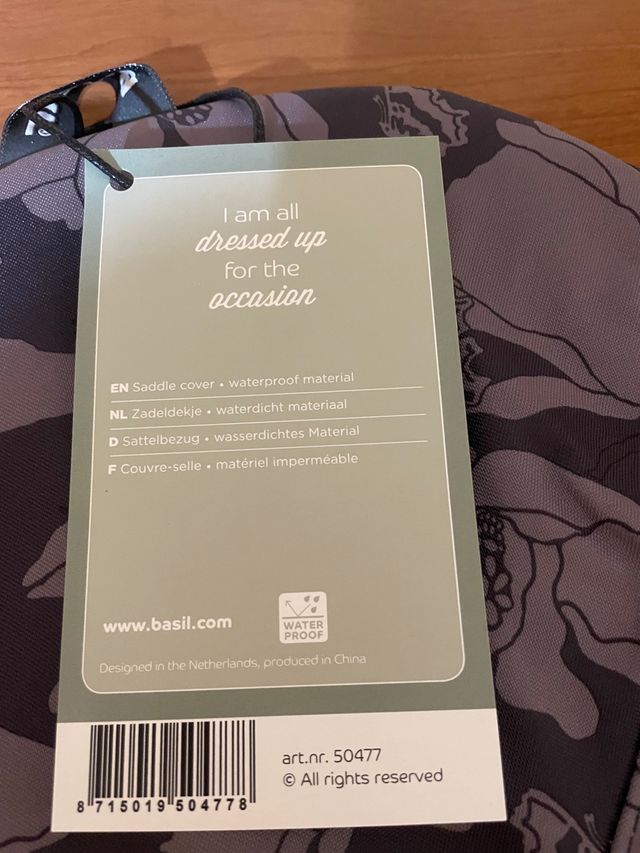 I am all
dressed up
for the
occasion
EN Saddle cover • waterproof material
NL Zadeldekje • waterdicht materiaal
D Sattelbezug • wasserdichtes Material
F Couvre-selle • matériel imperméable
www.basil.com
WATER
PROOF
Designed in the Netherlands, produced in China
art.nr. 50477
© All rights reserved
8 715019 504778